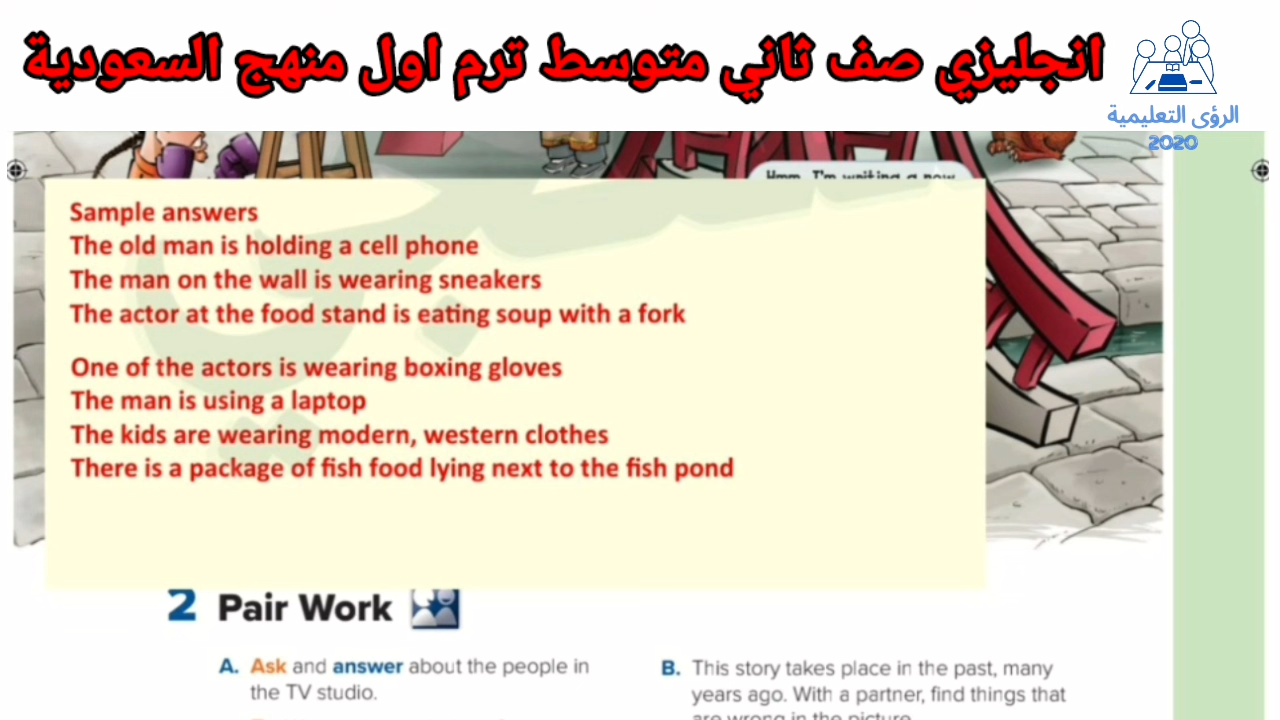 انجليزي صف ثاني متوسط ترم اول منهج السعودية
الرؤى التعليمية
2020
Hmm. I'm writing a new
Sample answers
The old man is holding a cell phone
The man on the wall is wearing sneakers
The actor at the food stand is eating soup with a fork
One of the actors is wearing boxing gloves
The man is using a laptop
The kids are wearing modern, western clothes
There is a package of fish food lying next to the fish pond
2 Pair Work
A. Ask and answer about the people in
the TV studio.
B. This story takes place in the past, many
years ago. With a partner, find things that
are wrong in the picture.